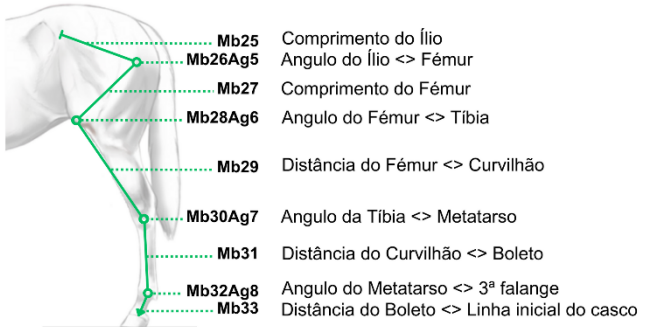 Mb25 Comprimento do Ílio
Mb26Ag5 Angulo do Ílio <> Fémur
Mb27 Comprimento do Fémur
Mb28Ag6 Angulo do Fémur <> Tíbia
Mb29 Distância do Fémur <> Curvilhão
Mb30Ag7 Angulo da Tíbia <> Metatarso
Mb31 Distância do Curvilhão <> Boleto
Mb32Ag8 Angulo do Metatarso <> 3ª falange
Mb33 Distância do Boleto <> Linha inicial do casco